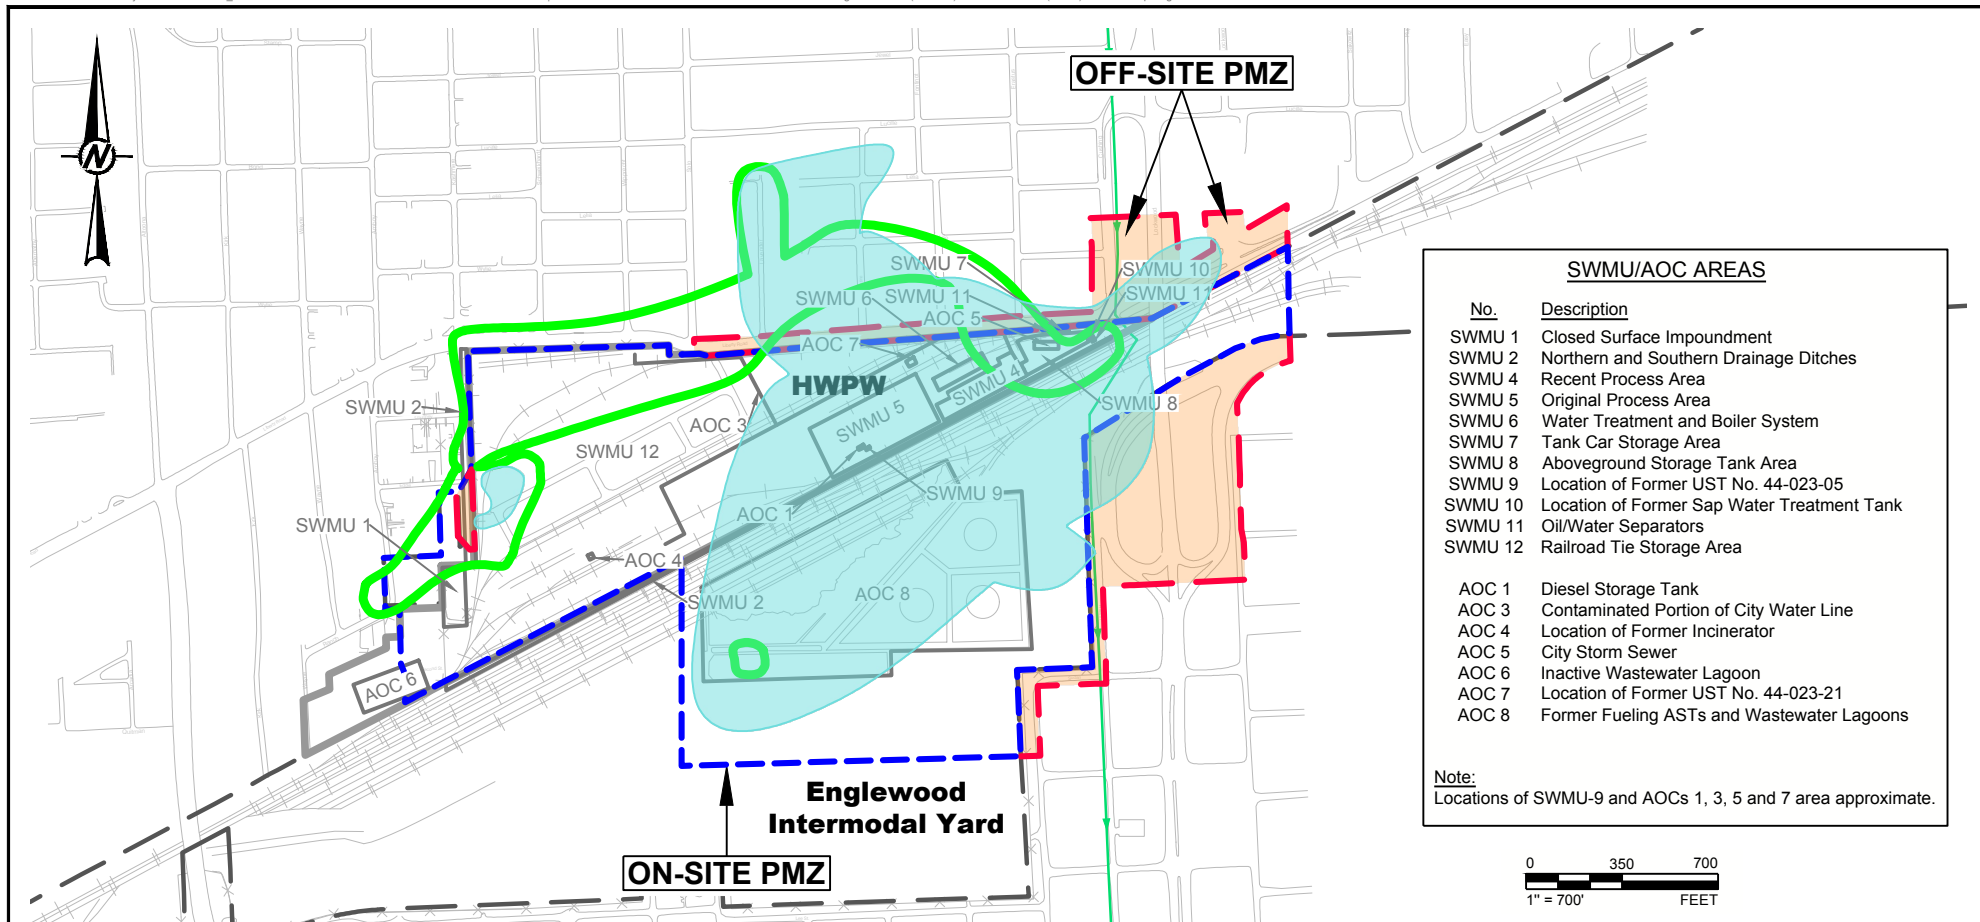 OFF-SITE PMZ
N
SWMU 7
SWMU 10
SWMU 6
SWMU 11
SWMU 11
AOC 5
AOC 7
HWPW
SWMU 4
SWMU 2
SWMU 8
AOC 3
SWMU 5
SWMU 12
SWMU 9
AOC 1
SWMU 1
AOC 4
AOC 8
SWMU 2
AOC 6
Englewood
Intermodal Yard
ON-SITE PMZ
SWMU/AOC AREAS
No. Description
SWMU 1 Closed Surface Impoundment
SWMU 2 Northern and Southern Drainage Ditches
SWMU 4 Recent Process Area
SWMU 5 Original Process Area
SWMU 6 Water Treatment and Boiler System
SWMU 7 Tank Car Storage Area
SWMU 8 Aboveground Storage Tank Area
SWMU 9 Location of Former UST No. 44-023-05
SWMU 10 Location of Former Sap Water Treatment Tank
SWMU 11 Oil/Water Separators
SWMU 12 Railroad Tie Storage Area
AOC 1 Diesel Storage Tank
AOC 3 Contaminated Portion of City Water Line
AOC 4 Location of Former Incinerator
AOC 5 City Storm Sewer
AOC 6 Inactive Wastewater Lagoon
AOC 7 Location of Former UST No. 44-023-21
AOC 8 Former Fueling ASTs and Wastewater Lagoons
Note:
Locations of SWMU-9 and AOCs 1, 3, 5 and 7 area approximate.
0 350 700
1" = 700' FEET